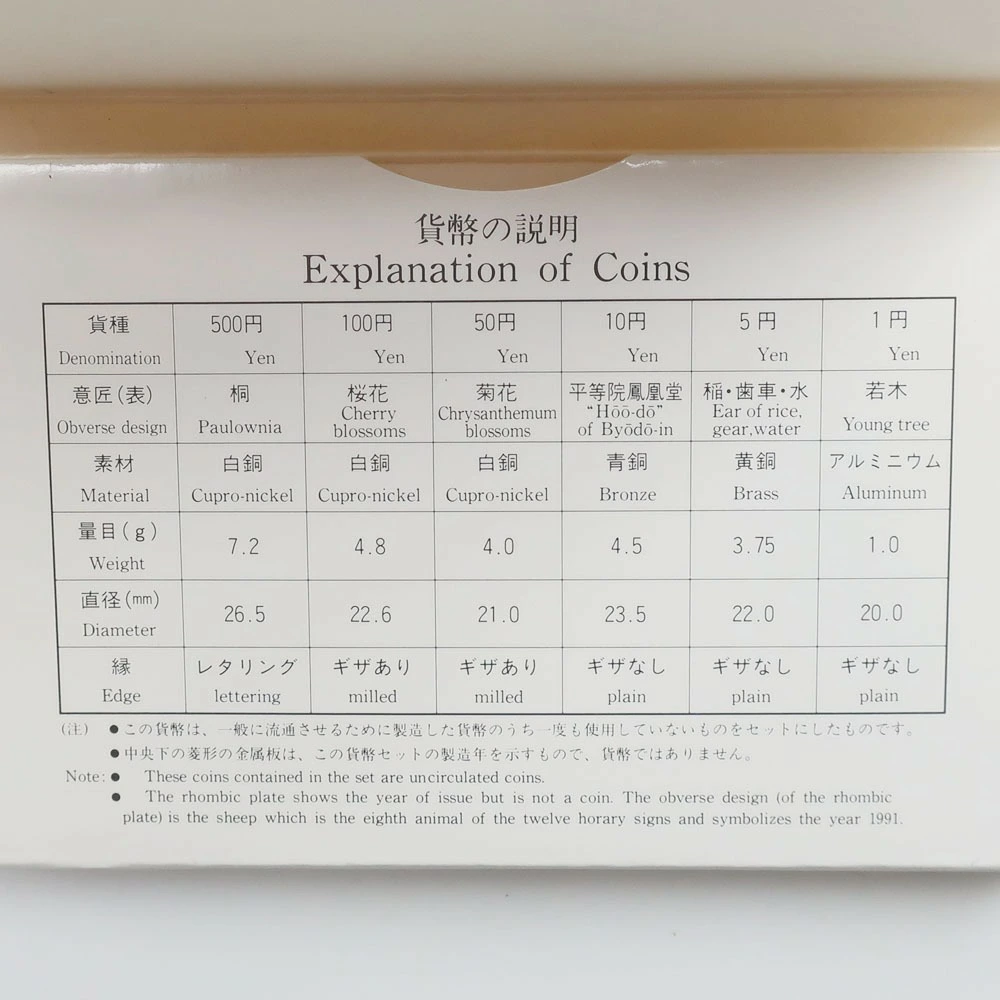 貨幣の説明
Explanation of Coins
貨種 500円 100円 50円 10円 5円 1円
Denomination Yen Yen Yen Yen Yen Yen
意匠(表) 桐 桜花 菊花 平等院鳳凰堂 稲・歯車・水 若木
Obverse design Paulownia Cherry blossoms Chrysanthemum blossoms “Hōō-dō” of Byōdō-in Ear of rice, gear,water Young tree
素材 白銅 白銅 白銅 青銅 黄銅 アルミニウム
Material Cupro-nickel Cupro-nickel Cupro-nickel Bronze Brass Aluminum
量目(g) 7.2 4.8 4.0 4.5 3.75 1.0
Weight
直径(㎜) 26.5 22.6 21.0 23.5 22.0 20.0
Diameter
縁 レタリング ギザあり ギザあり ギザなし ギザなし ギザなし
Edge lettering milled milled plain plain plain
(注) ●この貨幣は、一般に流通させるために製造した貨幣のうち一度も使用していないものをセットにしたものです。
●中央下の菱形の金属板は、この貨幣セットの製造年を示すもので、貨幣ではありません。
Note: ● These coins contained in the set are uncirculated coins.
● The rhombic plate shows the year of issue but is not a coin. The obverse design (of the rhombic
plate) is the sheep which is the eighth animal of the twelve horary signs and symbolizes the year 1991.